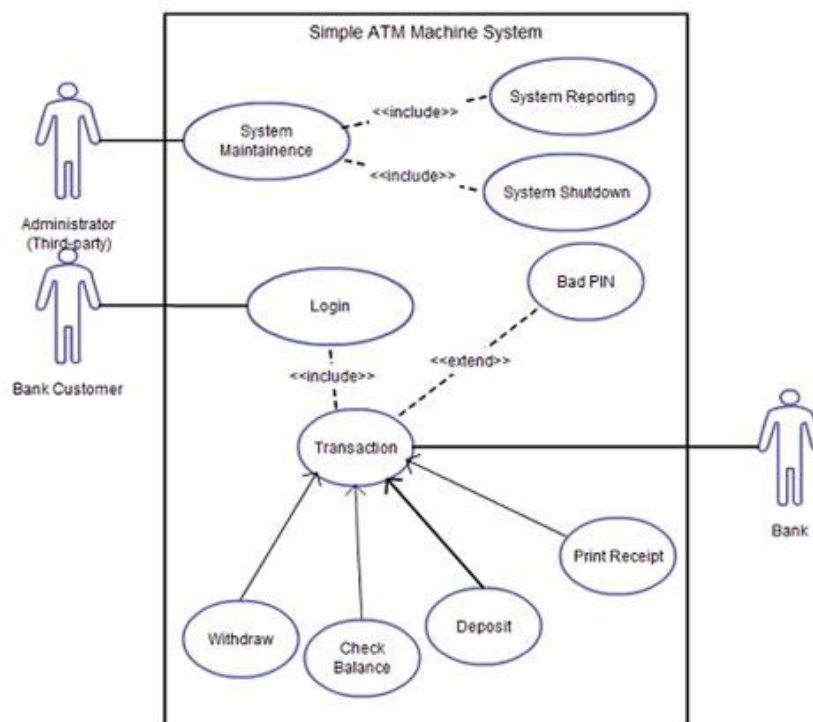 Simple ATM Machine System
System Reporting
<<include>>
System
Maintainence
<<include>>
System Shutdown
Administrator
(Third-party)
Bad PIN
Login
<<extend>>
<<include>>
Bank Customer
Transaction
Bank
Print Receipt
Deposit
Withdraw
Check
Balance